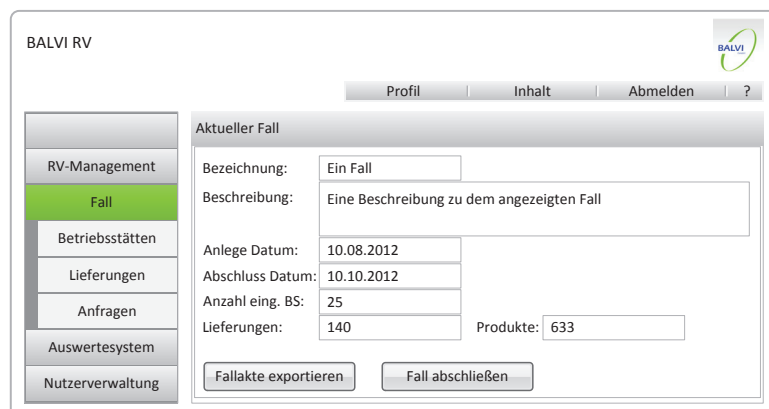 BALVI RV
BALVI
Profil Inhalt Abmelden ?
Aktueller Fall
RV-Management
Fall
Betriebsstätten
Lieferungen
Anfragen
Auswertesystem
Nutzerverwaltung
Bezeichnung: Ein Fall
Beschreibung: Eine Beschreibung zu dem angezeigten Fall
Anlege Datum: 10.08.2012
Abschluss Datum: 10.10.2012
Anzahl eing. BS: 25
Lieferungen: 140 Produkte: 633
Fallakte exportieren Fall abschließen